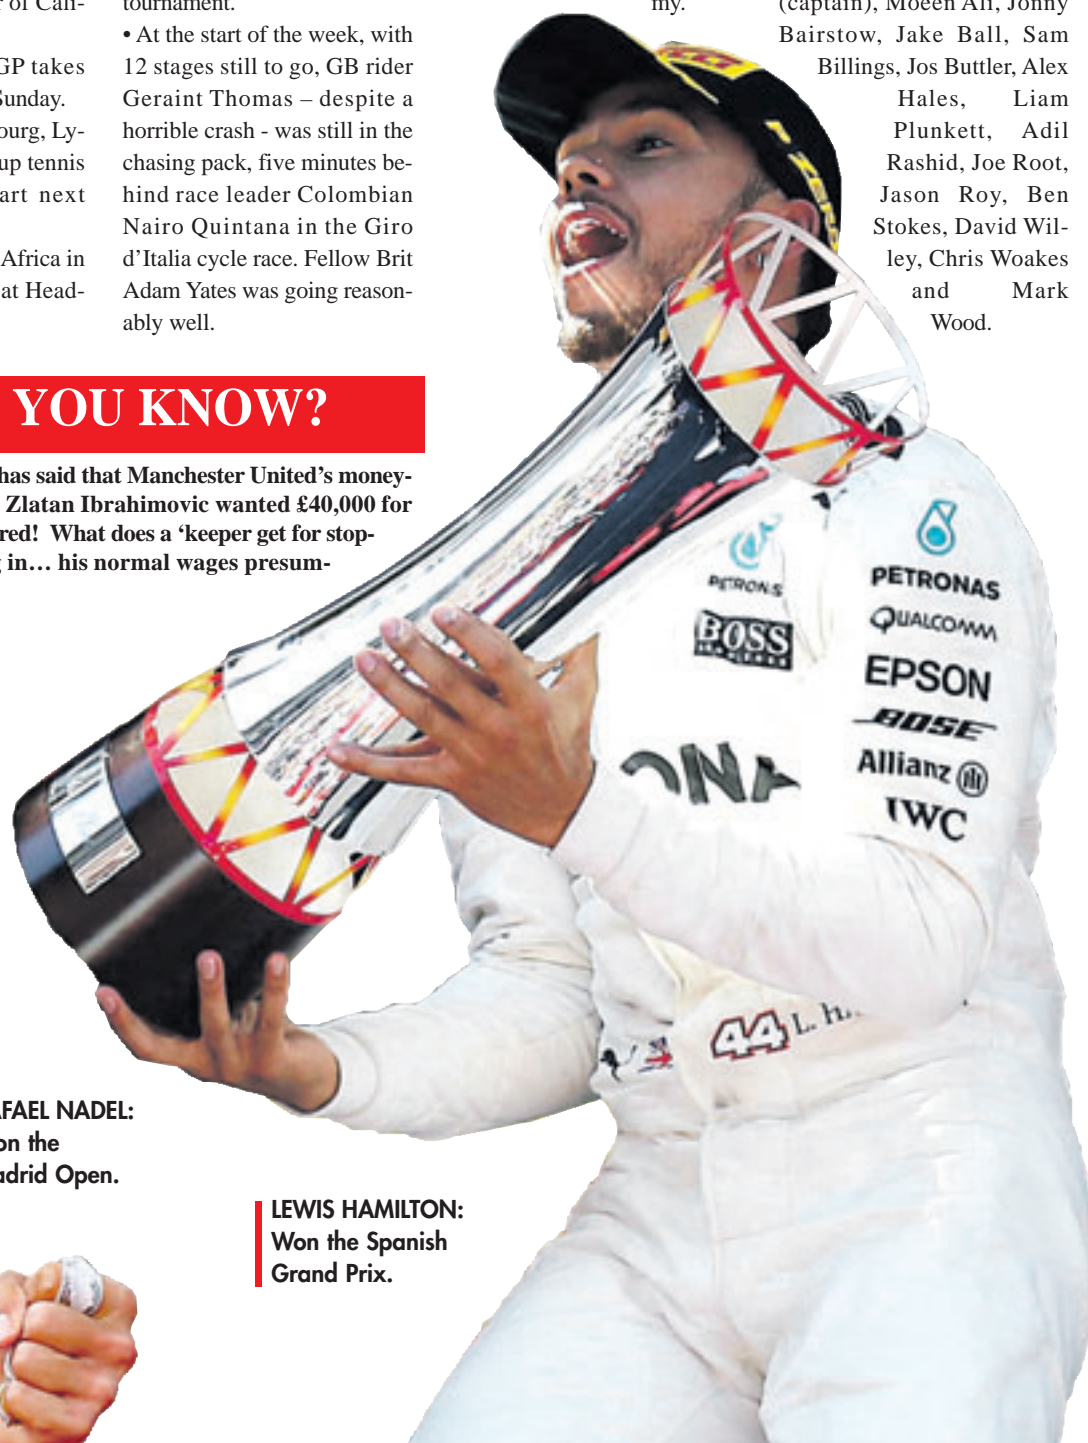 r of Cali-
GP takes
Sunday.
ourg, Ly-
up tennis
art next
Africa in
at Head-
tournament.
• At the start of the week, with
12 stages still to go, GB rider
Geraint Thomas – despite a
horrible crash - was still in the
chasing pack, five minutes be-
hind race leader Colombian
Nairo Quintana in the Giro
d'Italia cycle race. Fellow Brit
Adam Yates was going reason-
ably well.
my.
(captain), Moeen Ali, Jonny
Bairstow, Jake Ball, Sam
Billings, Jos Buttler, Alex
Hales, Liam
Plunkett, Adil
Rashid, Joe Root,
Jason Roy, Ben
Stokes, David Wil-
ley, Chris Woakes
and Mark
Wood.
YOU KNOW?
has said that Manchester United's money-
Zlatan Ibrahimovic wanted £40,000 for
red! What does a 'keeper get for stop-
g in… his normal wages presum-
PETRONAS
BOSS
PETRONAS
QUALCOMM
EPSON
BOSE
Allianz
IWC
ONA
44 L. HA
AFAEL NADEL:
on the
adrid Open.
LEWIS HAMILTON:
Won the Spanish
Grand Prix.